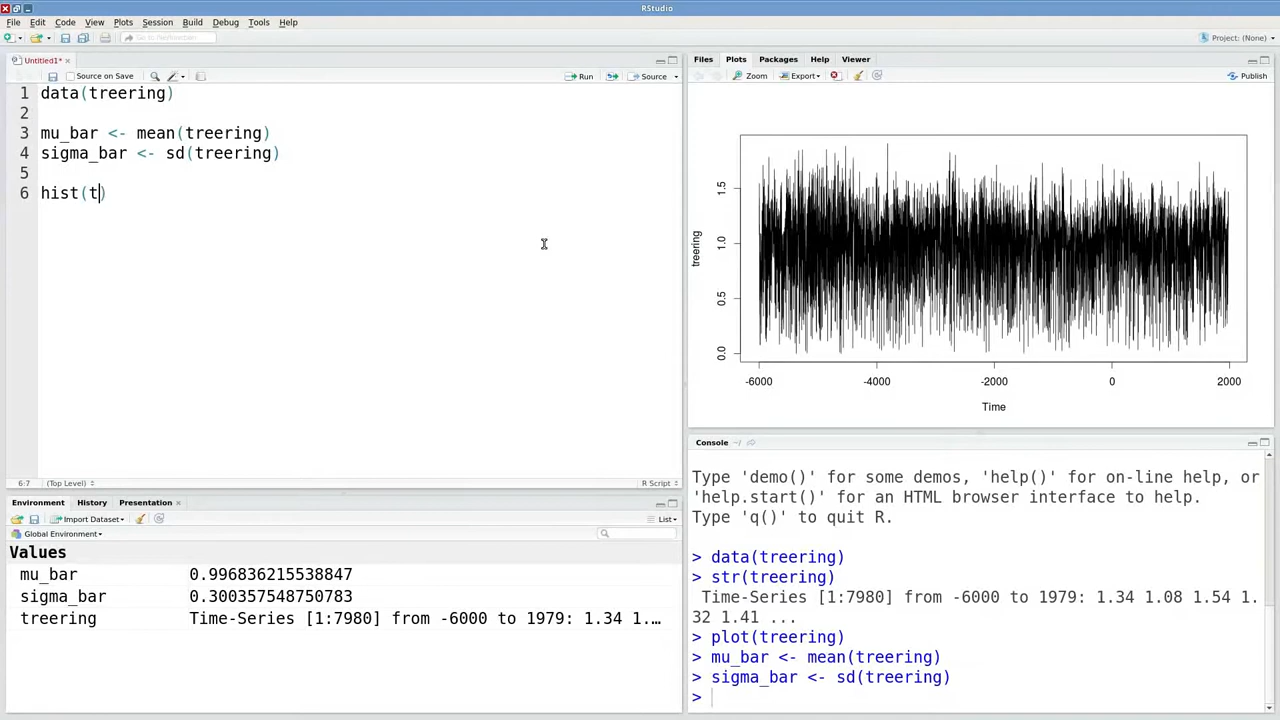 RStudio
File Edit Code View Plots Session Build Debug Tools Help
Go to file/function
Project: (None)
Untitled1*
Source on Save
Run
Source
1 data(treering)
2
3 mu_bar <- mean(treering)
4 sigma_bar <- sd(treering)
5
6 hist(t)
6:7 (Top Level)
R Script
Files Plots Packages Help Viewer
Zoom Export Publish
treering
1.5
1.0
0.5
0.0
-6000 -4000 -2000 0 2000
Time
Environment History Presentation
Import Dataset
List
Global Environment
Values
mu_bar 0.996836215538847
sigma_bar 0.300357548750783
treering Time-Series [1:7980] from -6000 to 1979: 1.34 1.…
Console ~/
Type 'demo()' for some demos, 'help()' for on-line help, or
'help.start()' for an HTML browser interface to help.
Type 'q()' to quit R.
> data(treering)
> str(treering)
Time-Series [1:7980] from -6000 to 1979: 1.34 1.08 1.54 1.
32 1.41 ...
> plot(treering)
> mu_bar <- mean(treering)
> sigma_bar <- sd(treering)
>